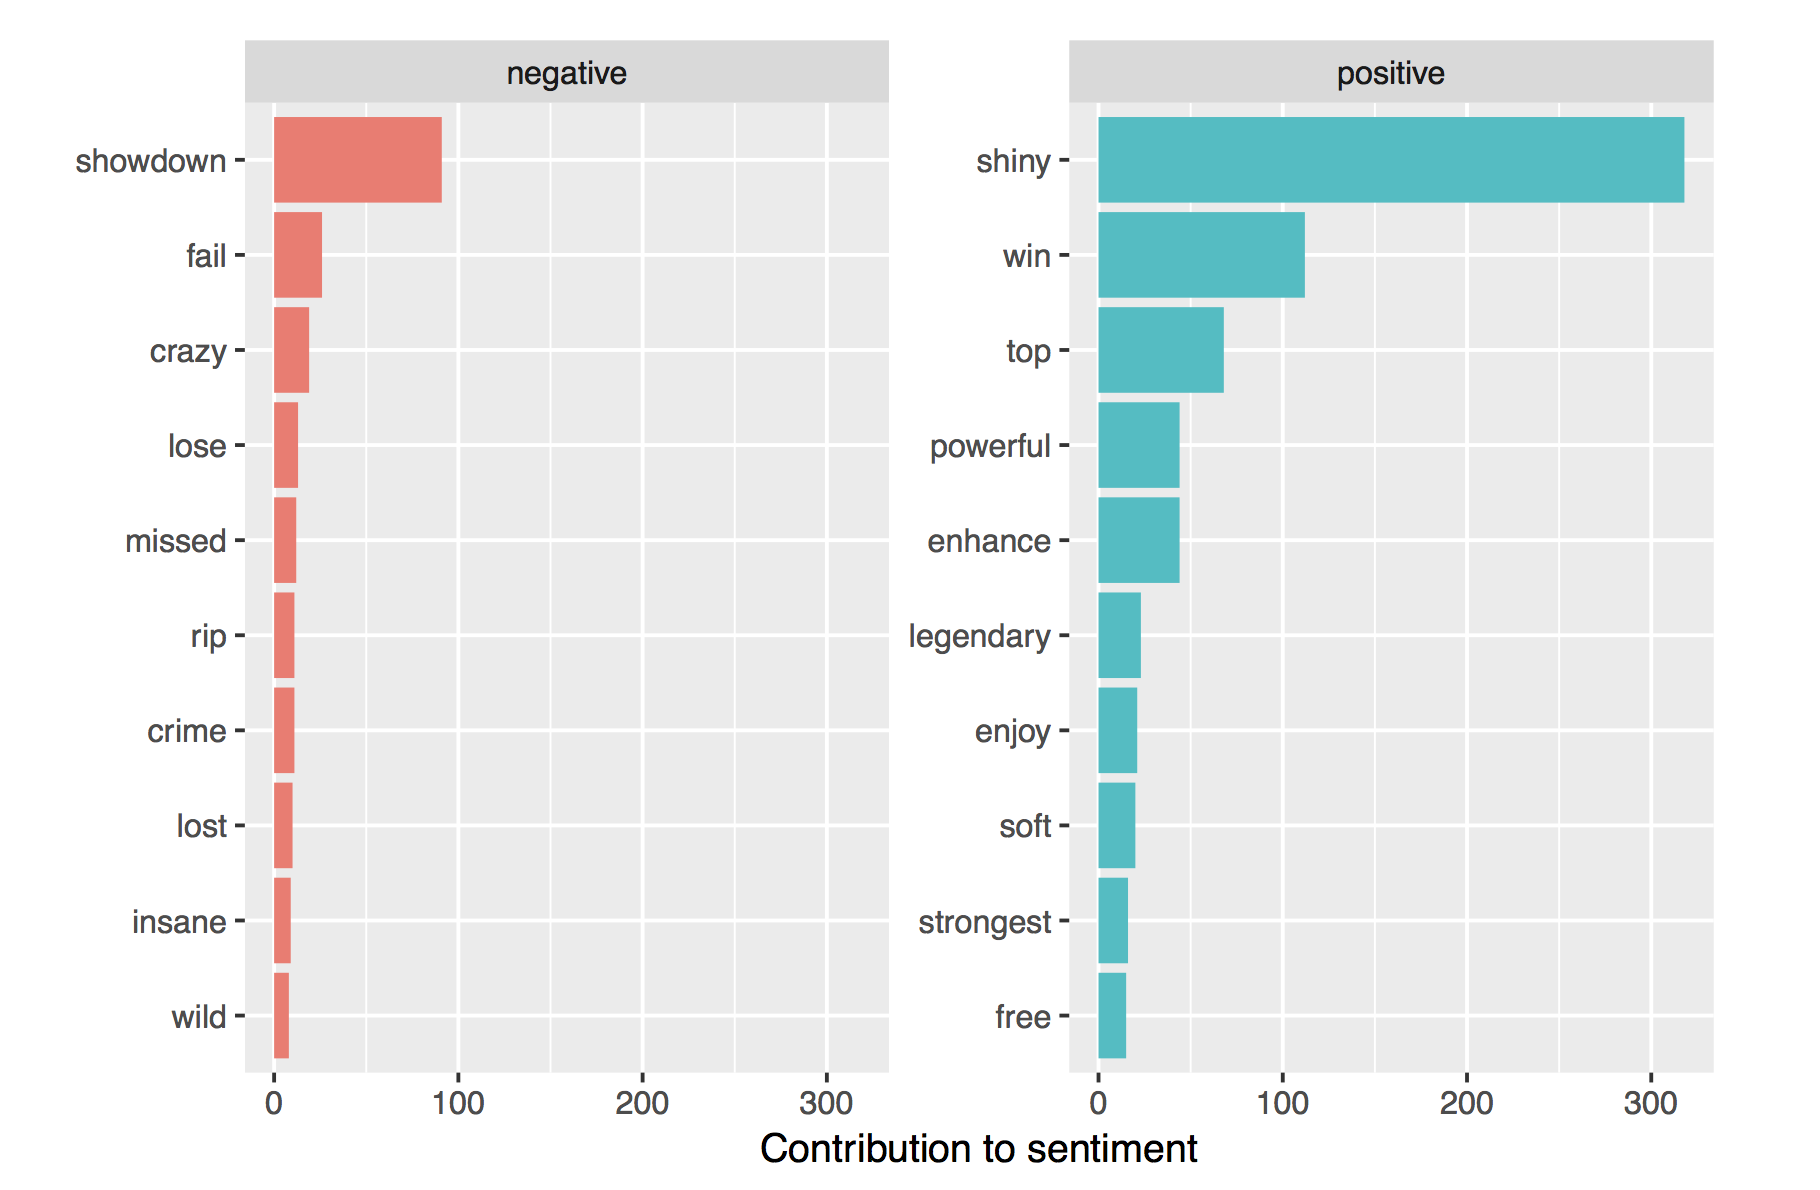 negative
showdown
fail
crazy
lose
missed
rip
crime
lost
insane
wild
0 100 200 300
positive
shiny
win
top
powerful
enhance
legendary
enjoy
soft
strongest
free
0 100 200 300
Contribution to sentiment